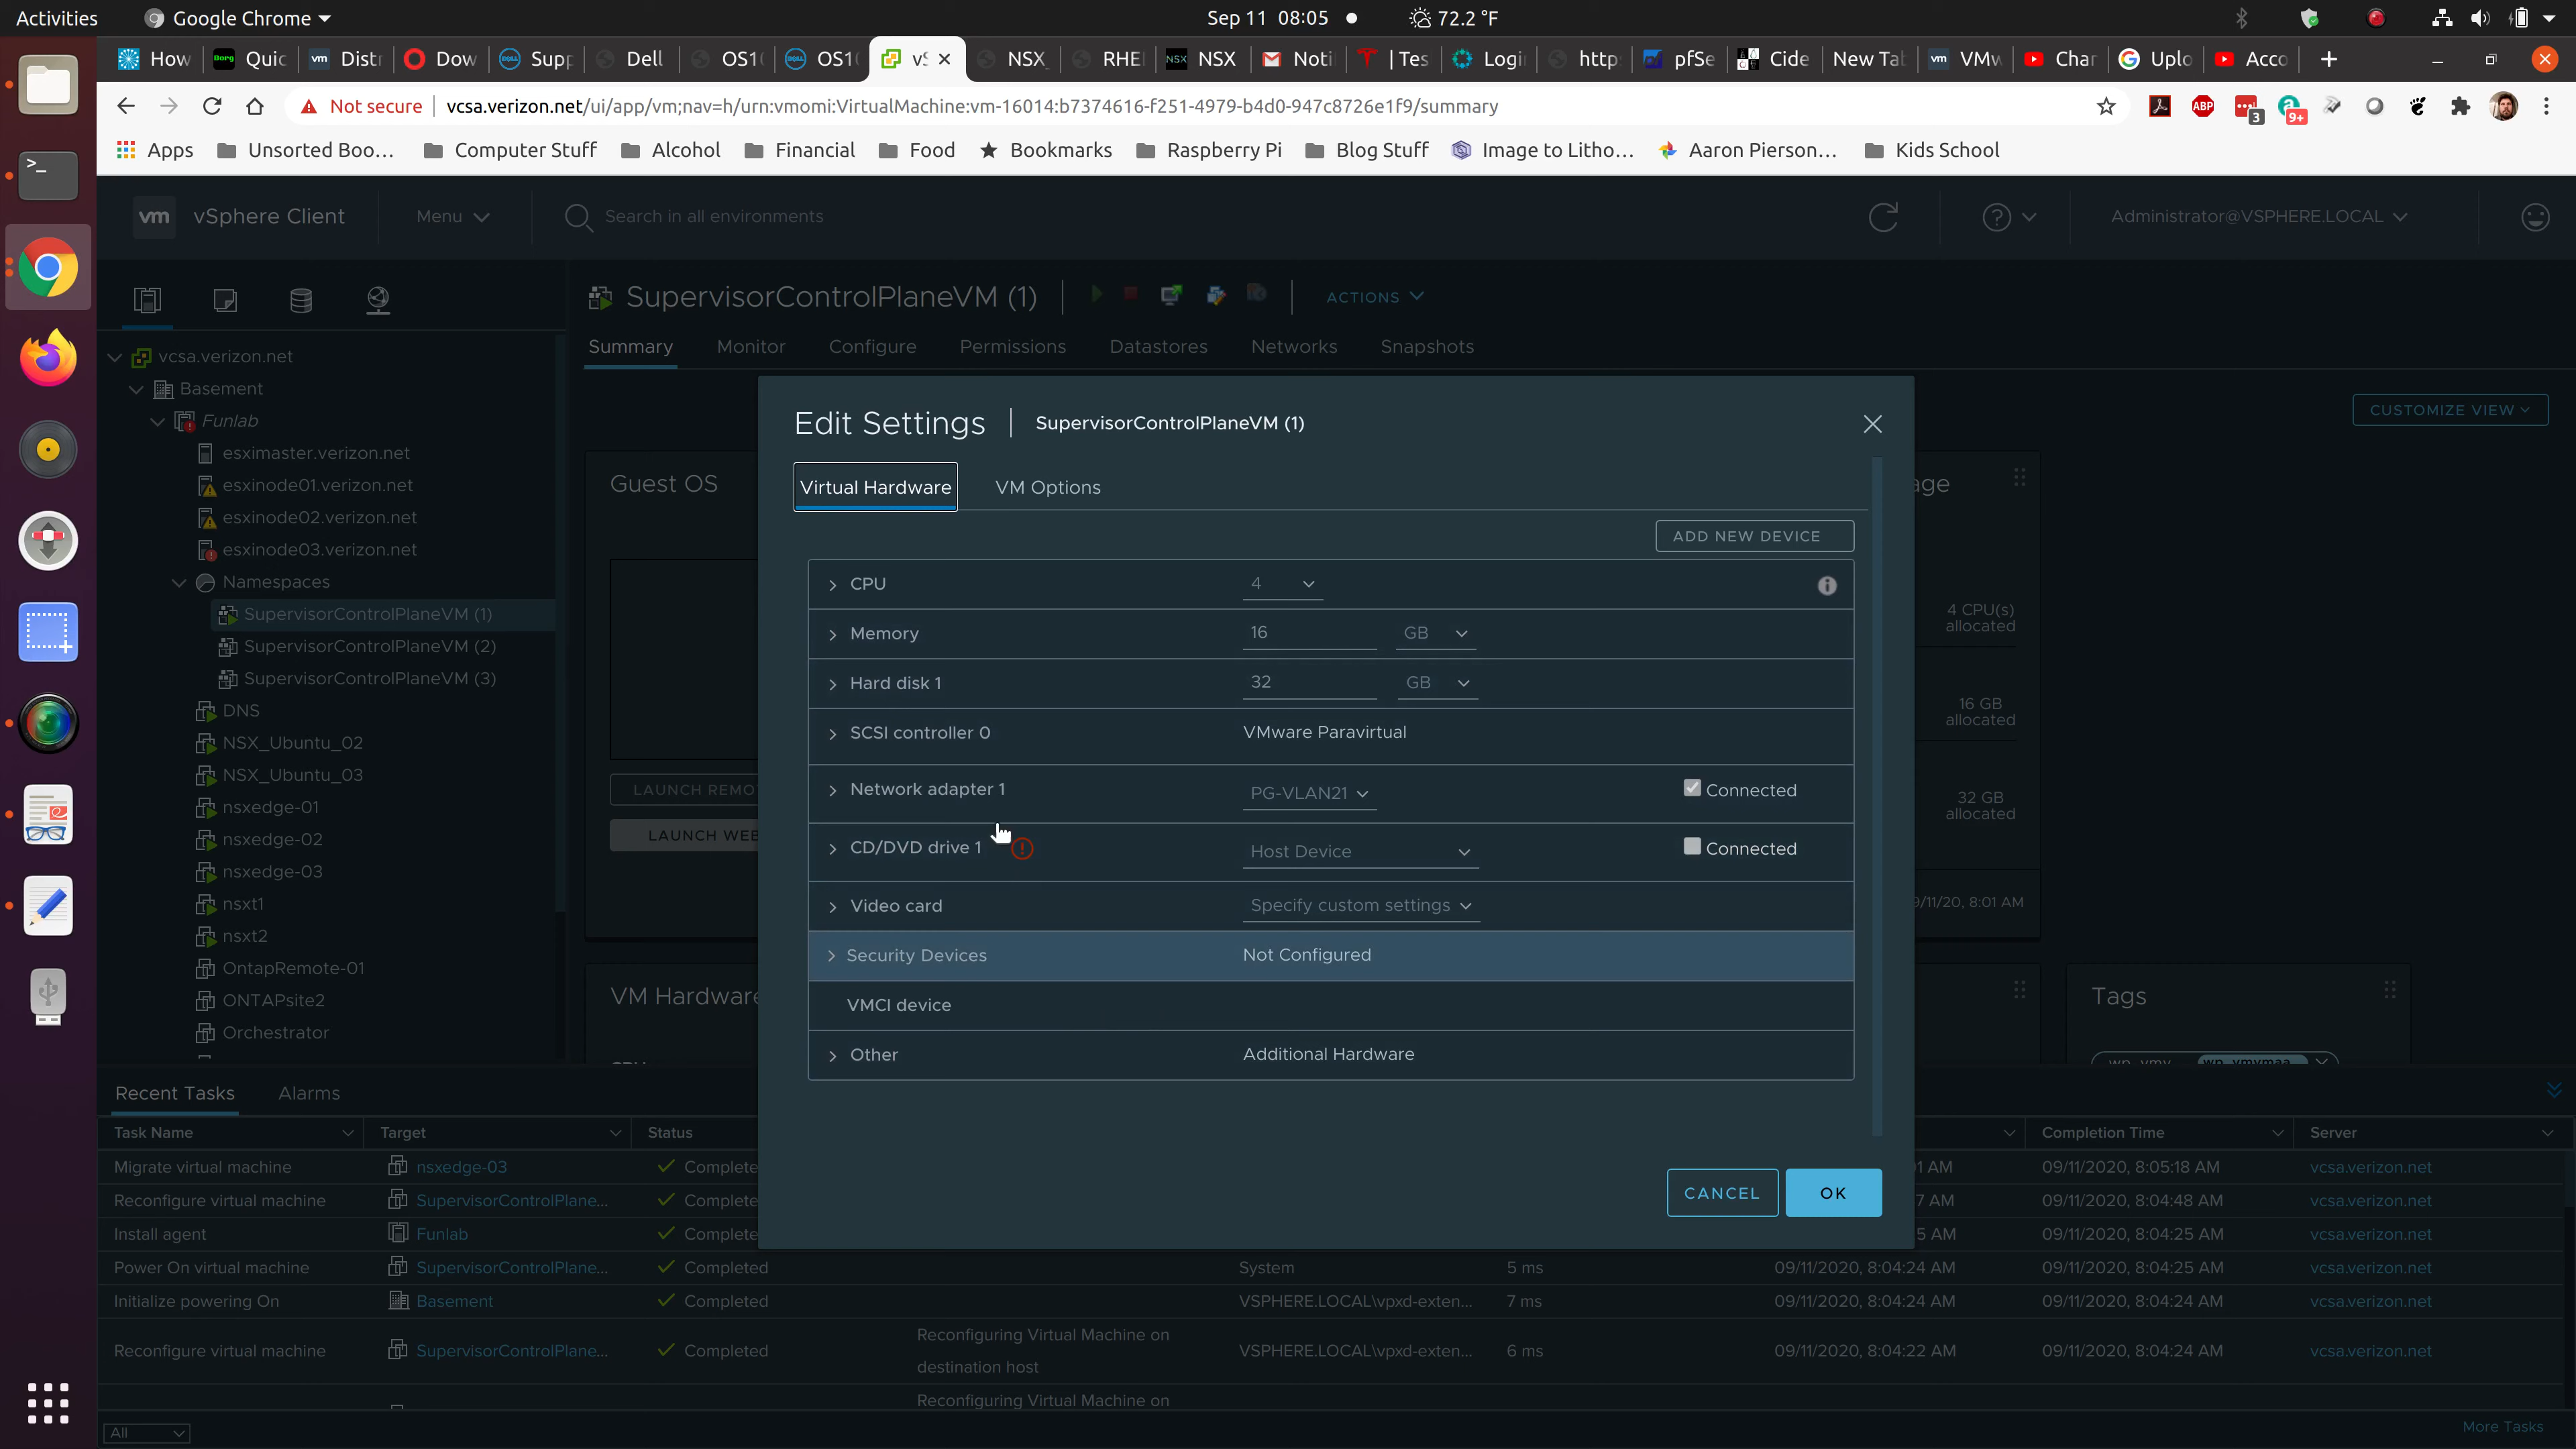 Activities Google Chrome Sep 11 08:05 72.2 °F
How Quic Distr Dow Supp Dell OS1 OS1 vS NSX_ RHE NSX Noti | Tes Logi http pfSe Cide New Tab VMw Char Uplo Acco
Not secure vcsa.verizon.net/ui/app/vm;nav=h/urn:vmomi:VirtualMachine:vm-16014:b7374616-f251-4979-b4d0-947c8726e1f9/summary ABP 3 9+
Apps Unsorted Boo... Computer Stuff Alcohol Financial Food Bookmarks Raspberry Pi Blog Stuff Image to Litho... Aaron Pierson... Kids School
vm vSphere Client Menu Search in all environments Administrator@VSPHERE.LOCAL
SupervisorControlPlaneVM (1) ACTIONS
Summary Monitor Configure Permissions Datastores Networks Snapshots
vcsa.verizon.net
Basement
Funlab
esximaster.verizon.net
esxinode01.verizon.net
esxinode02.verizon.net
esxinode03.verizon.net
Namespaces
SupervisorControlPlaneVM (1)
SupervisorControlPlaneVM (2)
SupervisorControlPlaneVM (3)
DNS
NSX_Ubuntu_02
NSX_Ubuntu_03
nsxedge-01
nsxedge-02
nsxedge-03
nsxt1
nsxt2
OntapRemote-01
ONTAPsite2
Orchestrator
CUSTOMIZE VIEW
Guest OS
LAUNCH REMO
LAUNCH WEB
VM Hardware
age
4 CPU(s)
allocated
16 GB
allocated
32 GB
allocated
9/11/20, 8:01 AM
Tags
Edit Settings SupervisorControlPlaneVM (1)
Virtual Hardware VM Options
ADD NEW DEVICE
CPU 4
Memory 16 GB
Hard disk 1 32 GB
SCSI controller 0 VMware Paravirtual
Network adapter 1 PG-VLAN21 Connected
CD/DVD drive 1 Host Device Connected
Video card Specify custom settings
Security Devices Not Configured
VMCI device
Other Additional Hardware
CANCEL OK
Recent Tasks Alarms
Task Name Target Status Completion Time Server
Migrate virtual machine nsxedge-03 Complete 1 AM 09/11/2020, 8:05:18 AM vcsa.verizon.net
Reconfigure virtual machine SupervisorControlPlane... Complete 7 AM 09/11/2020, 8:04:48 AM vcsa.verizon.net
Install agent Funlab Complete 5 AM 09/11/2020, 8:04:25 AM vcsa.verizon.net
Power On virtual machine SupervisorControlPlane... Completed System 5 ms 09/11/2020, 8:04:24 AM 09/11/2020, 8:04:25 AM vcsa.verizon.net
Initialize powering On Basement Completed VSPHERE.LOCAL\vpxd-exten... 7 ms 09/11/2020, 8:04:24 AM 09/11/2020, 8:04:24 AM vcsa.verizon.net
Reconfigure virtual machine SupervisorControlPlane... Completed Reconfiguring Virtual Machine on VSPHERE.LOCAL\vpxd-exten... 6 ms 09/11/2020, 8:04:22 AM 09/11/2020, 8:04:24 AM vcsa.verizon.net
destination host
Reconfiguring Virtual Machine on
All More Tasks